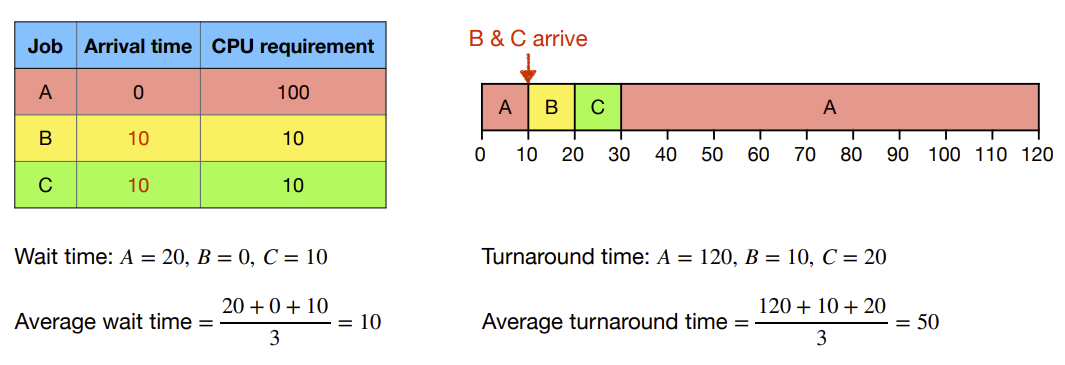 Job Arrival time CPU requirement
A 0 100
B 10 10
C 10 10
B & C arrive
A B C A
0 10 20 30 40 50 60 70 80 90 100 110 120
Wait time: A = 20, B = 0, C = 10
Average wait time = (20 + 0 + 10)/3 = 10
Turnaround time: A = 120, B = 10, C = 20
Average turnaround time = (120 + 10 + 20)/3 = 50